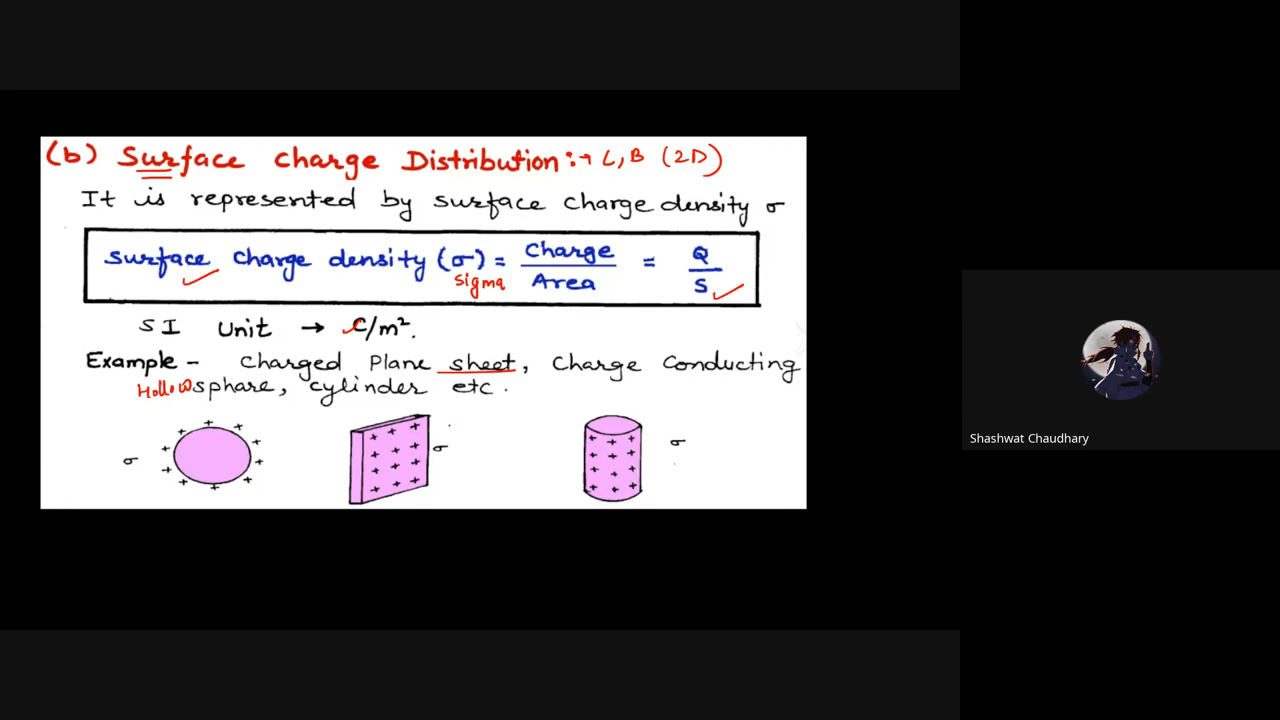 (b) Surface Charge Distribution :→ L, B (2D)
It is represented by surface charge density σ
Surface charge density (σ) = Charge / Area = Q / S
sigma
SI Unit → C/m².
Example - Charged Plane sheet, Charge Conducting
Hollow sphare, cylinder etc.
σ σ σ
Shashwat Chaudhary